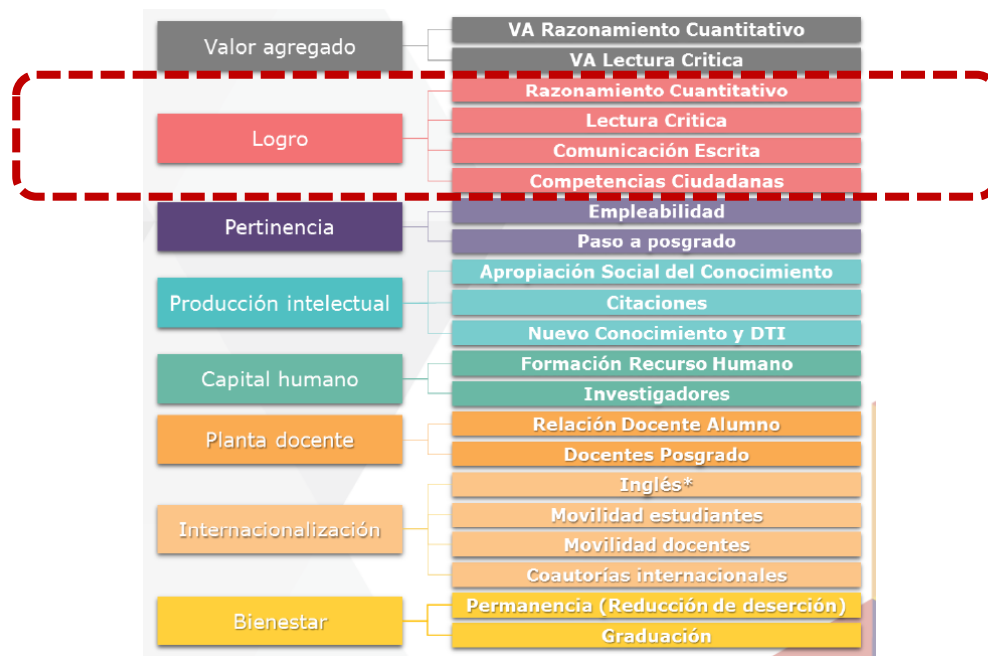 Valor agregado
VA Razonamiento Cuantitativo
VA Lectura Critica
Logro
Razonamiento Cuantitativo
Lectura Critica
Comunicación Escrita
Competencias Ciudadanas
Pertinencia
Empleabilidad
Paso a posgrado
Producción intelectual
Apropiación Social del Conocimiento
Citaciones
Nuevo Conocimiento y DTI
Capital humano
Formación Recurso Humano
Investigadores
Planta docente
Relación Docente Alumno
Docentes Posgrado
Internacionalización
Inglés*
Movilidad estudiantes
Movilidad docentes
Coautorías internacionales
Bienestar
Permanencia (Reducción de deserción)
Graduación